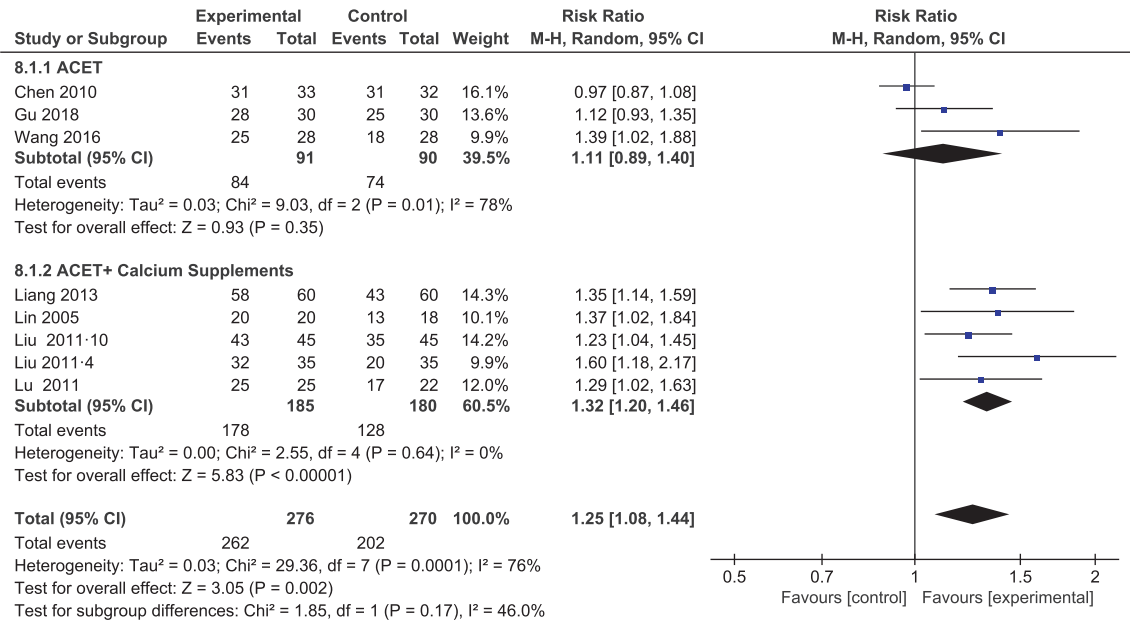 Experimental Control Risk Ratio Risk Ratio
Study or Subgroup Events Total Events Total Weight M-H, Random, 95% CI M-H, Random, 95% CI
8.1.1 ACET
Chen 2010 31 33 31 32 16.1% 0.97 [0.87, 1.08]
Gu 2018 28 30 25 30 13.6% 1.12 [0.93, 1.35]
Wang 2016 25 28 18 28 9.9% 1.39 [1.02, 1.88]
Subtotal (95% CI) 91 90 39.5% 1.11 [0.89, 1.40]
Total events 84 74
Heterogeneity: Tau² = 0.03; Chi² = 9.03, df = 2 (P = 0.01); I² = 78%
Test for overall effect: Z = 0.93 (P = 0.35)
8.1.2 ACET+ Calcium Supplements
Liang 2013 58 60 43 60 14.3% 1.35 [1.14, 1.59]
Lin 2005 20 20 13 18 10.1% 1.37 [1.02, 1.84]
Liu 2011·10 43 45 35 45 14.2% 1.23 [1.04, 1.45]
Liu 2011·4 32 35 20 35 9.9% 1.60 [1.18, 2.17]
Lu 2011 25 25 17 22 12.0% 1.29 [1.02, 1.63]
Subtotal (95% CI) 185 180 60.5% 1.32 [1.20, 1.46]
Total events 178 128
Heterogeneity: Tau² = 0.00; Chi² = 2.55, df = 4 (P = 0.64); I² = 0%
Test for overall effect: Z = 5.83 (P < 0.00001)
Total (95% CI) 276 270 100.0% 1.25 [1.08, 1.44]
Total events 262 202
Heterogeneity: Tau² = 0.03; Chi² = 29.36, df = 7 (P = 0.0001); I² = 76%
Test for overall effect: Z = 3.05 (P = 0.002)
Test for subgroup differences: Chi² = 1.85, df = 1 (P = 0.17), I² = 46.0%
0.5 0.7 1 1.5 2
Favours [control] Favours [experimental]